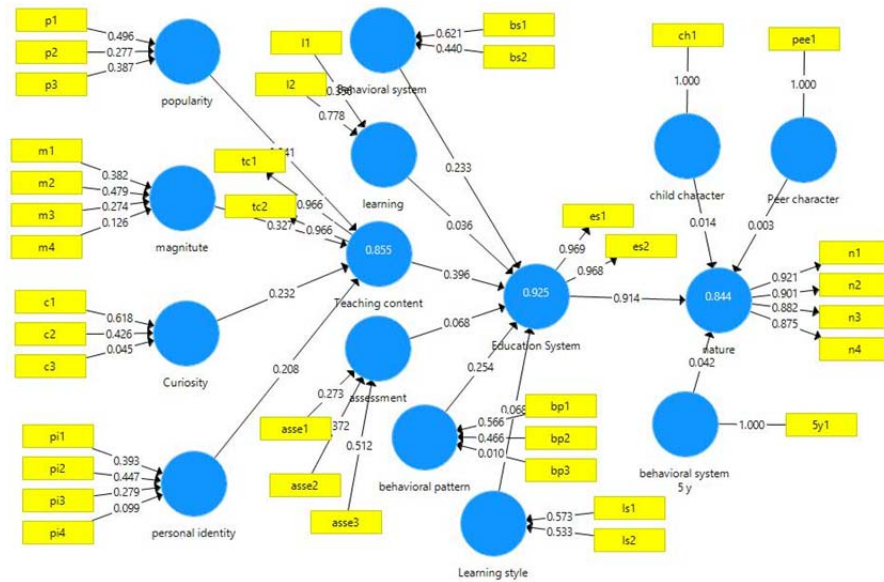 p1
p2
p3
0.496
0.277
0.387
popularity
m1
m2
m3
m4
0.382
0.479
0.274
0.126
magnitute
c1
c2
c3
0.618
0.426
0.045
Curiosity
pi1
pi2
pi3
pi4
0.393
0.447
0.279
0.099
personal identity
l1
l2
0.778
learning
tc1
tc2
0.966
0.966
0.327
0.232
0.208
0.855
Teaching content
bs1
bs2
0.621
0.440
Behavioral system
0.233
0.036
0.396
0.068
0.254
assessment
asse1
asse2
asse3
0.273
0.512
bp1
bp2
bp3
0.566
0.466
0.010
behavioral pattern
ls1
ls2
0.573
0.533
Learning style
0.068
es1
es2
0.969
0.968
0.925
Education System
0.914
ch1
1.000
child character
0.014
pee1
1.000
Peer character
0.003
0.844
nature
n1
n2
n3
n4
0.921
0.901
0.882
0.875
0.042
5y1
1.000
behavioral system
5 y